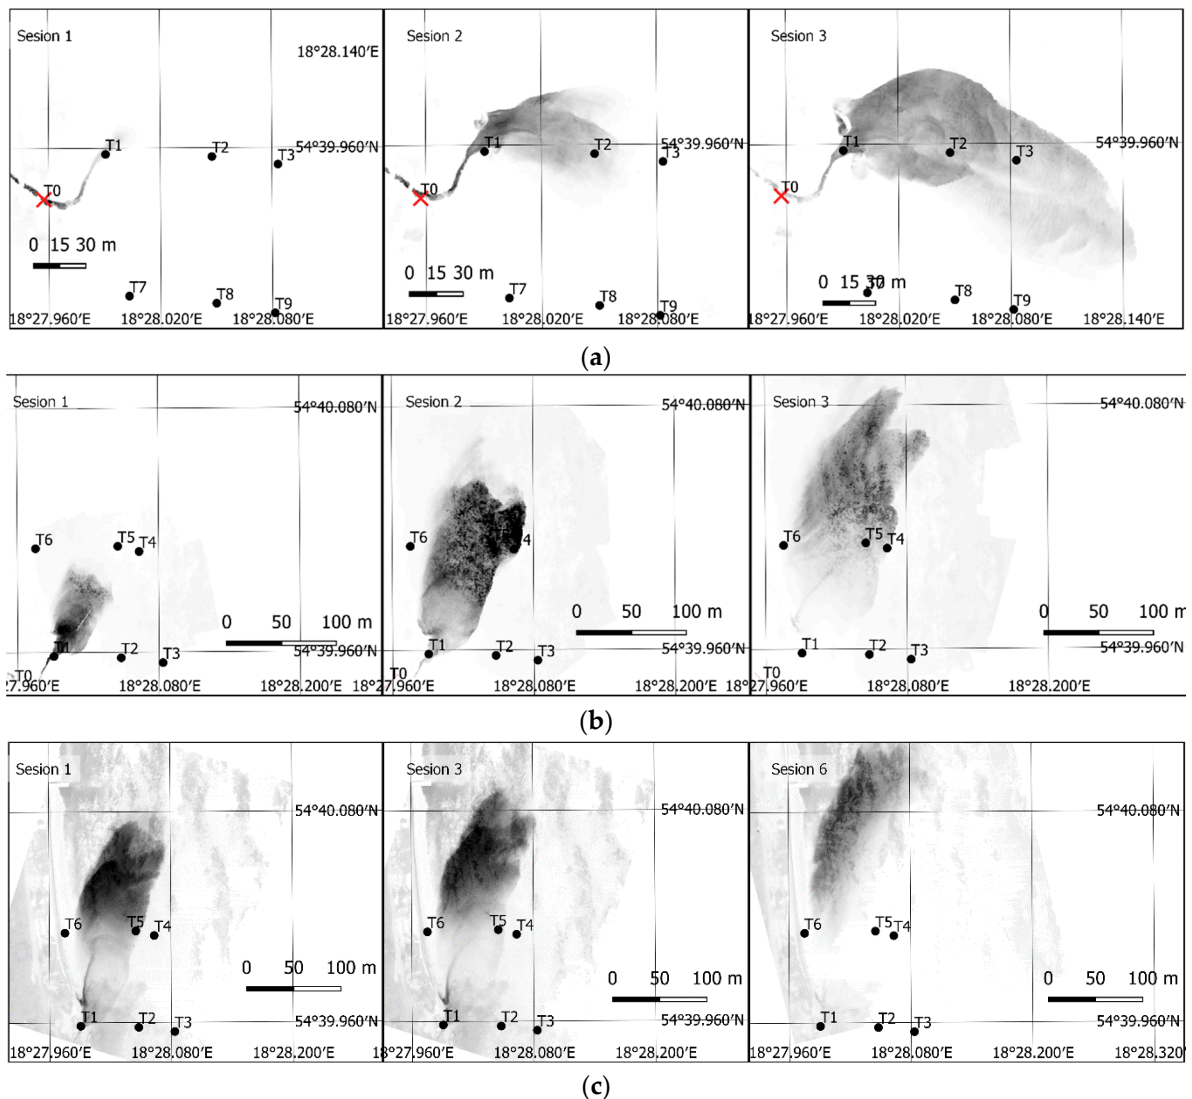 Sesion 1
18°28.140′E
54°39.960′N
T0
T1
T2
T3
0 15 30 m
T7
T8
T9
18°27.960′E
18°28.020′E
18°28.080′E
Sesion 2
54°39.960′N
T0
T1
T2
T3
0 15 30 m
T7
T8
T9
18°27.960′E
18°28.020′E
18°28.080′E
Sesion 3
54°39.960′N
T0
T1
T2
T3
0 15 30 m
T8
T9
18°27.960′E
18°28.020′E
18°28.080′E
18°28.140′E
(a)
Sesion 1
54°40.080′N
T6
T5
T4
0 50 100 m
T1
T2
T3
54°39.960′N
T0
27.960′E
18°28.080′E
18°28.200′E
Sesion 2
54°40.080′N
T6
4
0 50 100 m
T1
T2
T3
54°39.960′N
T0
18°27.960′E
18°28.080′E
18°28.200′E
Sesion 3
54°40.080′N
T6
T5
T4
0 50 100 m
T1
T2
T3
54°39.960′N
T0
18°27.960′E
18°28.080′E
18°28.200′E
(b)
Sesion 1
54°40.080′N
T6
T5
T4
0 50 100 m
T1
T2
T3
54°39.960′N
18°27.960′E
18°28.080′E
18°28.200′E
Sesion 3
54°40.080′N
T6
T5
T4
0 50 100 m
T1
T2
T3
54°39.960′N
18°27.960′E
18°28.080′E
18°28.200′E
Sesion 6
54°40.080′N
T6
T5
T4
0 50 100 m
T1
T2
T3
54°39.960′N
18°27.960′E
18°28.080′E
18°28.200′E
18°28.320′E
(c)